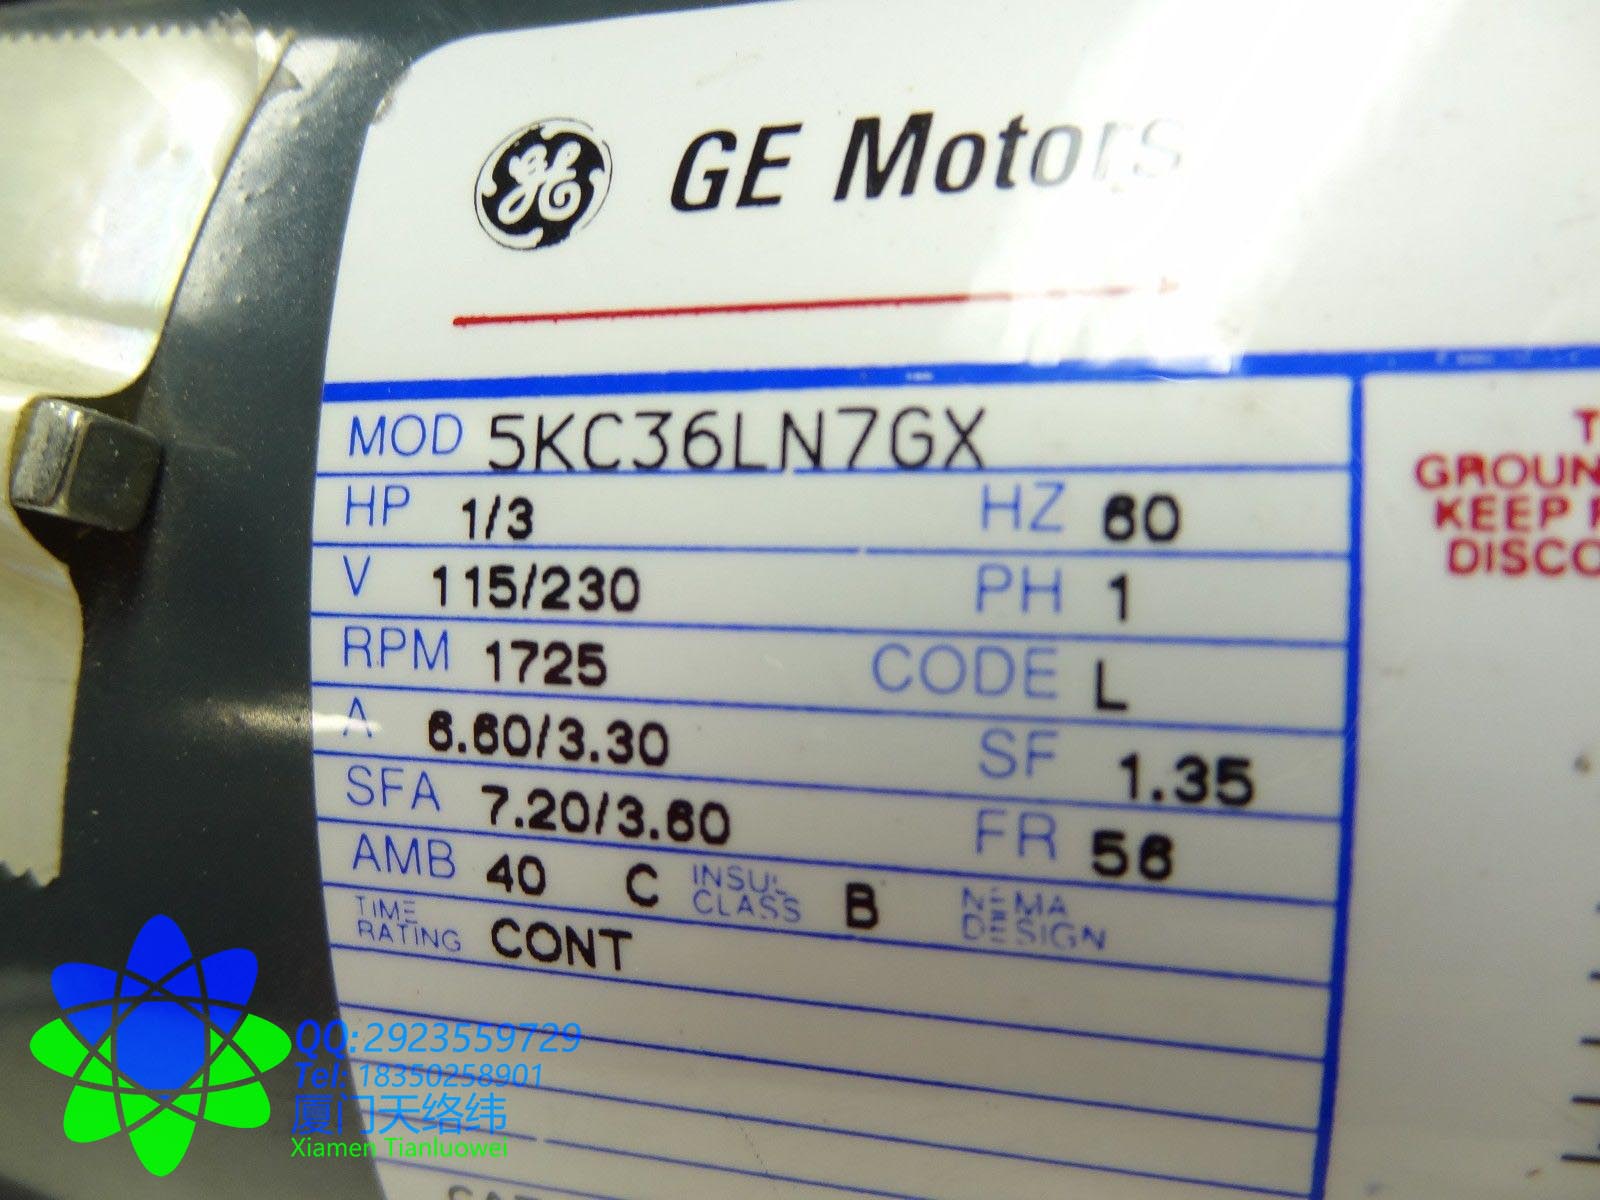 GE Motors
MOD 5KC36LN7GX
HP 1/3 HZ 60
V 115/230 PH 1
RPM 1725 CODE L
A 6.60/3.30 SF 1.35
SFA 7.20/3.60 FR 56
AMB 40 C INSUL CLASS B NEMA DESIGN
TIME RATING CONT
GROUN
KEEP
DISCO
QQ:2923559729
Tel: 18350258901
厦门天络纬
Xiamen Tianluowei